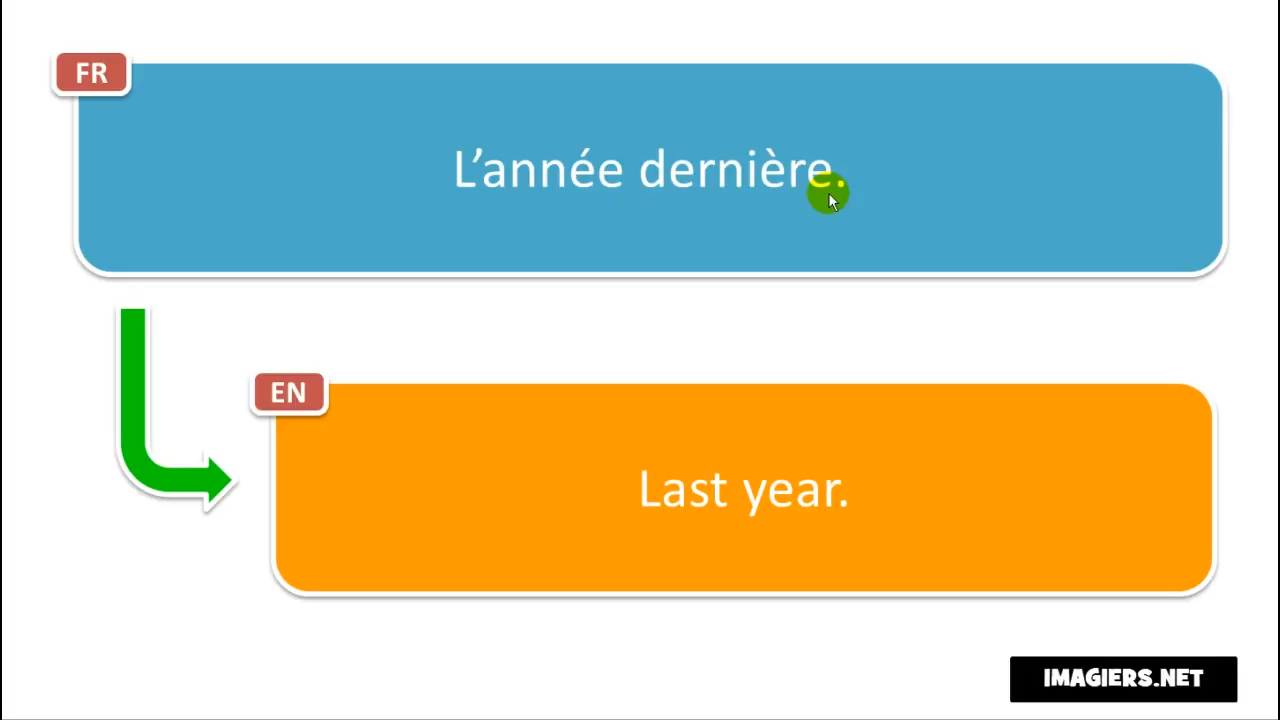 FR
L’année dernière.
EN
Last year.
IMAGIERS.NET